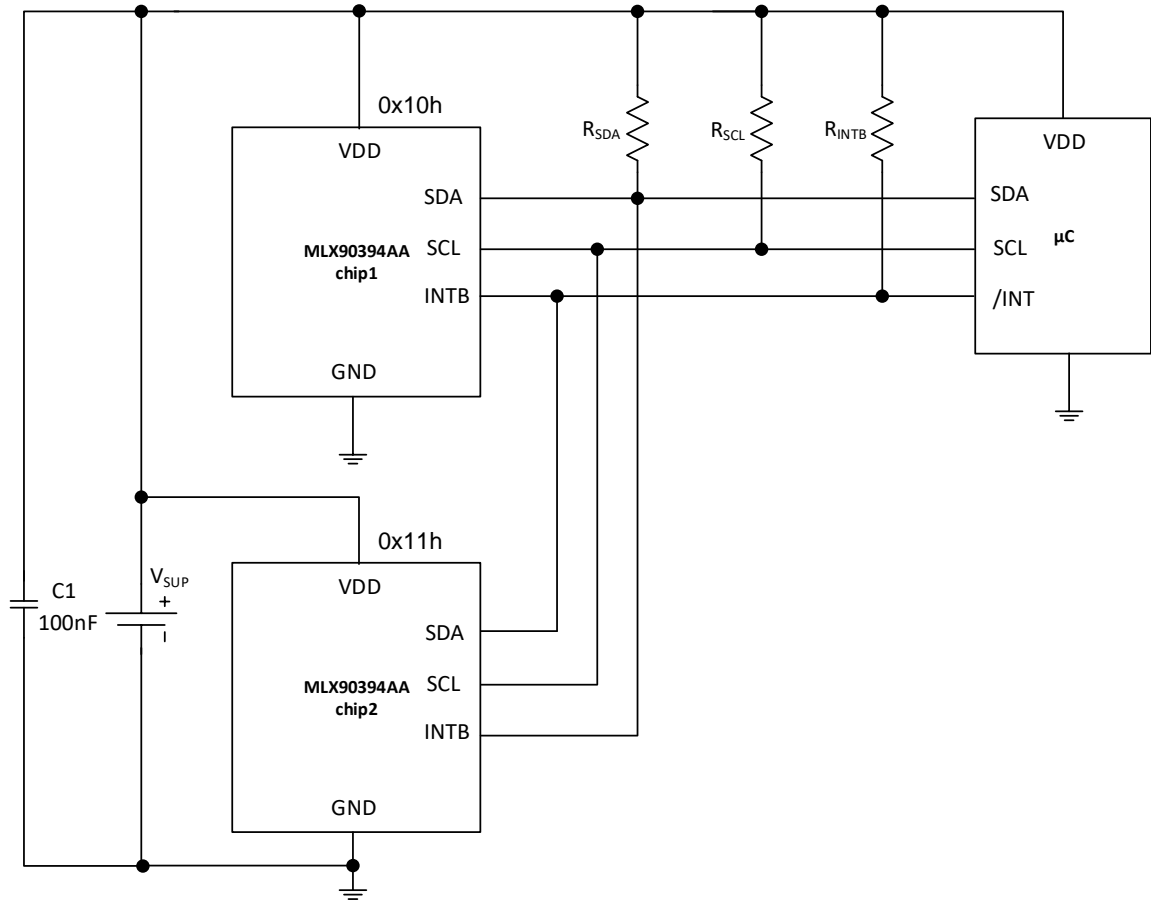 0x10h
VDD
SDA
MLX90394AA
chip1
SCL
INTB
GND
RSDA
RSCL
RINTB
VDD
SDA
µC
SCL
/INT
0x11h
VDD
C1
100nF
VSUP
+
SDA
MLX90394AA
chip2
SCL
INTB
GND